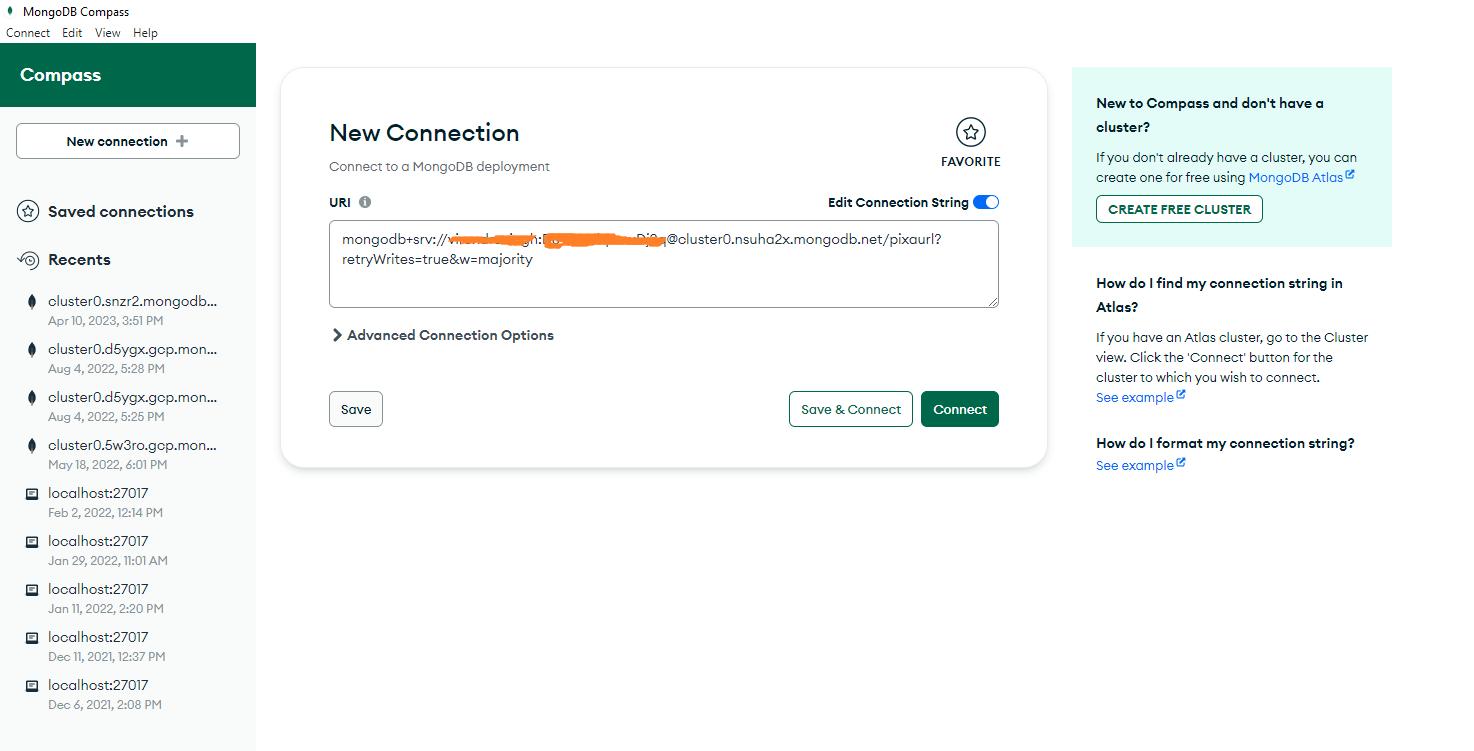 MongoDB Compass
Connect Edit View Help
Compass
New connection
Saved connections
Recents
cluster0.snzr2.mongodb...
Apr 10, 2023, 3:51 PM
cluster0.d5ygx.gcp.mon...
Aug 4, 2022, 5:28 PM
cluster0.d5ygx.gcp.mon...
Aug 4, 2022, 5:25 PM
cluster0.5w3ro.gcp.mon...
May 18, 2022, 6:01 PM
localhost:27017
Feb 2, 2022, 12:14 PM
localhost:27017
Jan 29, 2022, 11:01 AM
localhost:27017
Jan 11, 2022, 2:20 PM
localhost:27017
Dec 11, 2021, 12:37 PM
localhost:27017
Dec 6, 2021, 2:08 PM
New Connection
FAVORITE
Connect to a MongoDB deployment
URI
Edit Connection String
mongodb+srv:// @cluster0.nsuha2x.mongodb.net/pixaurl?
retryWrites=true&w=majority
Advanced Connection Options
Save
Save & Connect
Connect
New to Compass and don't have a
cluster?
If you don't already have a cluster, you can
create one for free using MongoDB Atlas
CREATE FREE CLUSTER
How do I find my connection string in
Atlas?
If you have an Atlas cluster, go to the Cluster
view. Click the 'Connect' button for the
cluster to which you wish to connect.
See example
How do I format my connection string?
See example